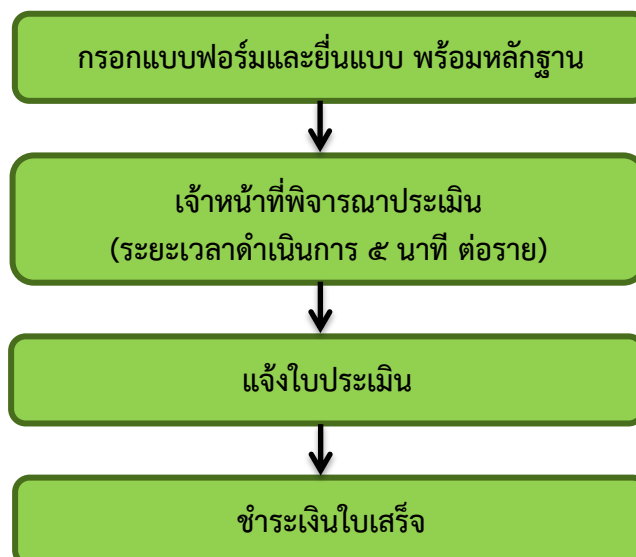 กรอกแบบฟอร์มและยื่นแบบ พร้อมหลักฐาน
เจ้าหน้าที่พิจารณาประเมิน
(ระยะเวลาดำเนินการ ๕ นาที ต่อราย)
แจ้งใบประเมิน
ชำระเงินใบเสร็จ